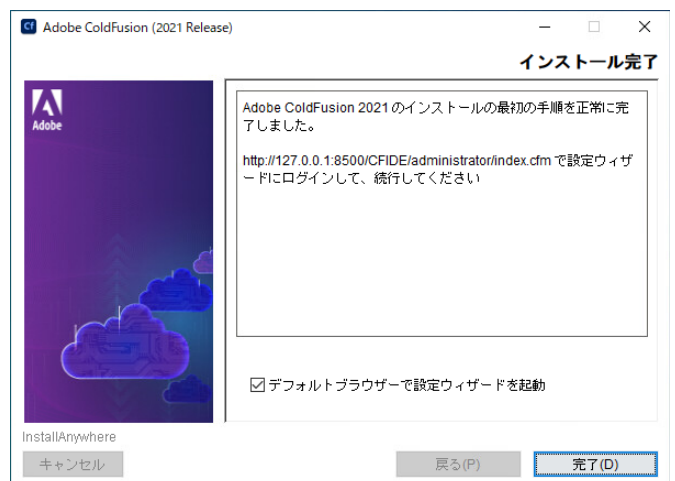 Adobe ColdFusion (2021 Release)
インストール完了
Adobe
Adobe ColdFusion 2021 のインストールの最初の手順を正常に完
了しました。
http://127.0.0.1:8500/CFIDE/administrator/index.cfm で設定ウィザ
ードにログインして、続行してください
デフォルトブラウザーで設定ウィザードを起動
InstallAnywhere
キャンセル
戻る(P)
完了(D)